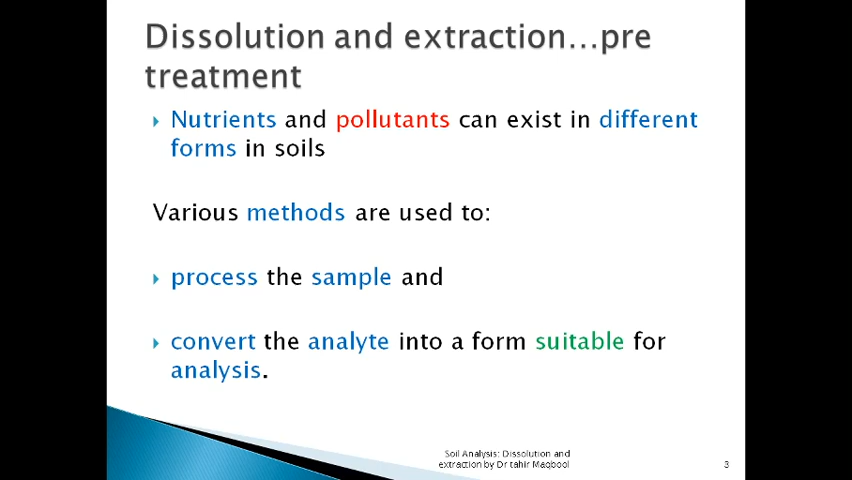 Dissolution and extraction…pre
treatment
Nutrients and pollutants can exist in different
forms in soils
Various methods are used to:
process the sample and
convert the analyte into a form suitable for
analysis.
Soil Analysis: Dissolution and
extraction by Dr tahir Maqbool
3